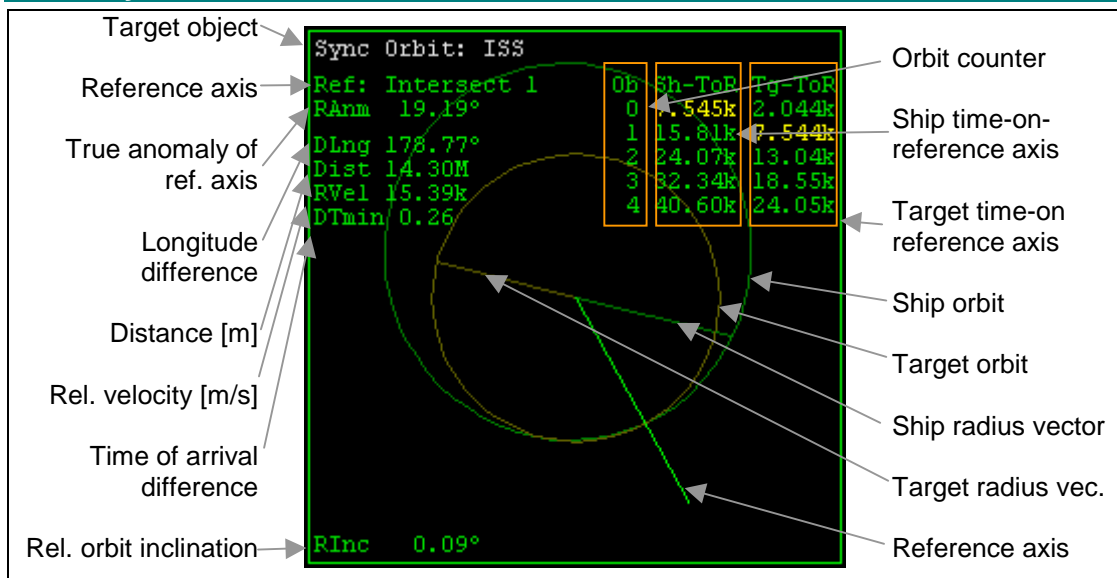 Target object
Reference axis
True anomaly of
ref. axis
Longitude
difference
Distance [m]
Rel. velocity [m/s]
Time of arrival
difference
Rel. orbit inclination
Sync Orbit: ISS
Ref: Intersect 1
RAnm 19.19°
DLng 178.77°
Dist 14.30M
RVel 15.39k
DTmin 0.26
Ob Sh-ToR Tg-ToR
0 7.545k 2.044k
1 15.81k 7.544k
2 24.07k 13.04k
3 32.34k 18.55k
4 40.60k 24.05k
RInc 0.09°
Orbit counter
Ship time-on-
reference axis
Target time-on
reference axis
Ship orbit
Target orbit
Ship radius vector
Target radius vec.
Reference axis